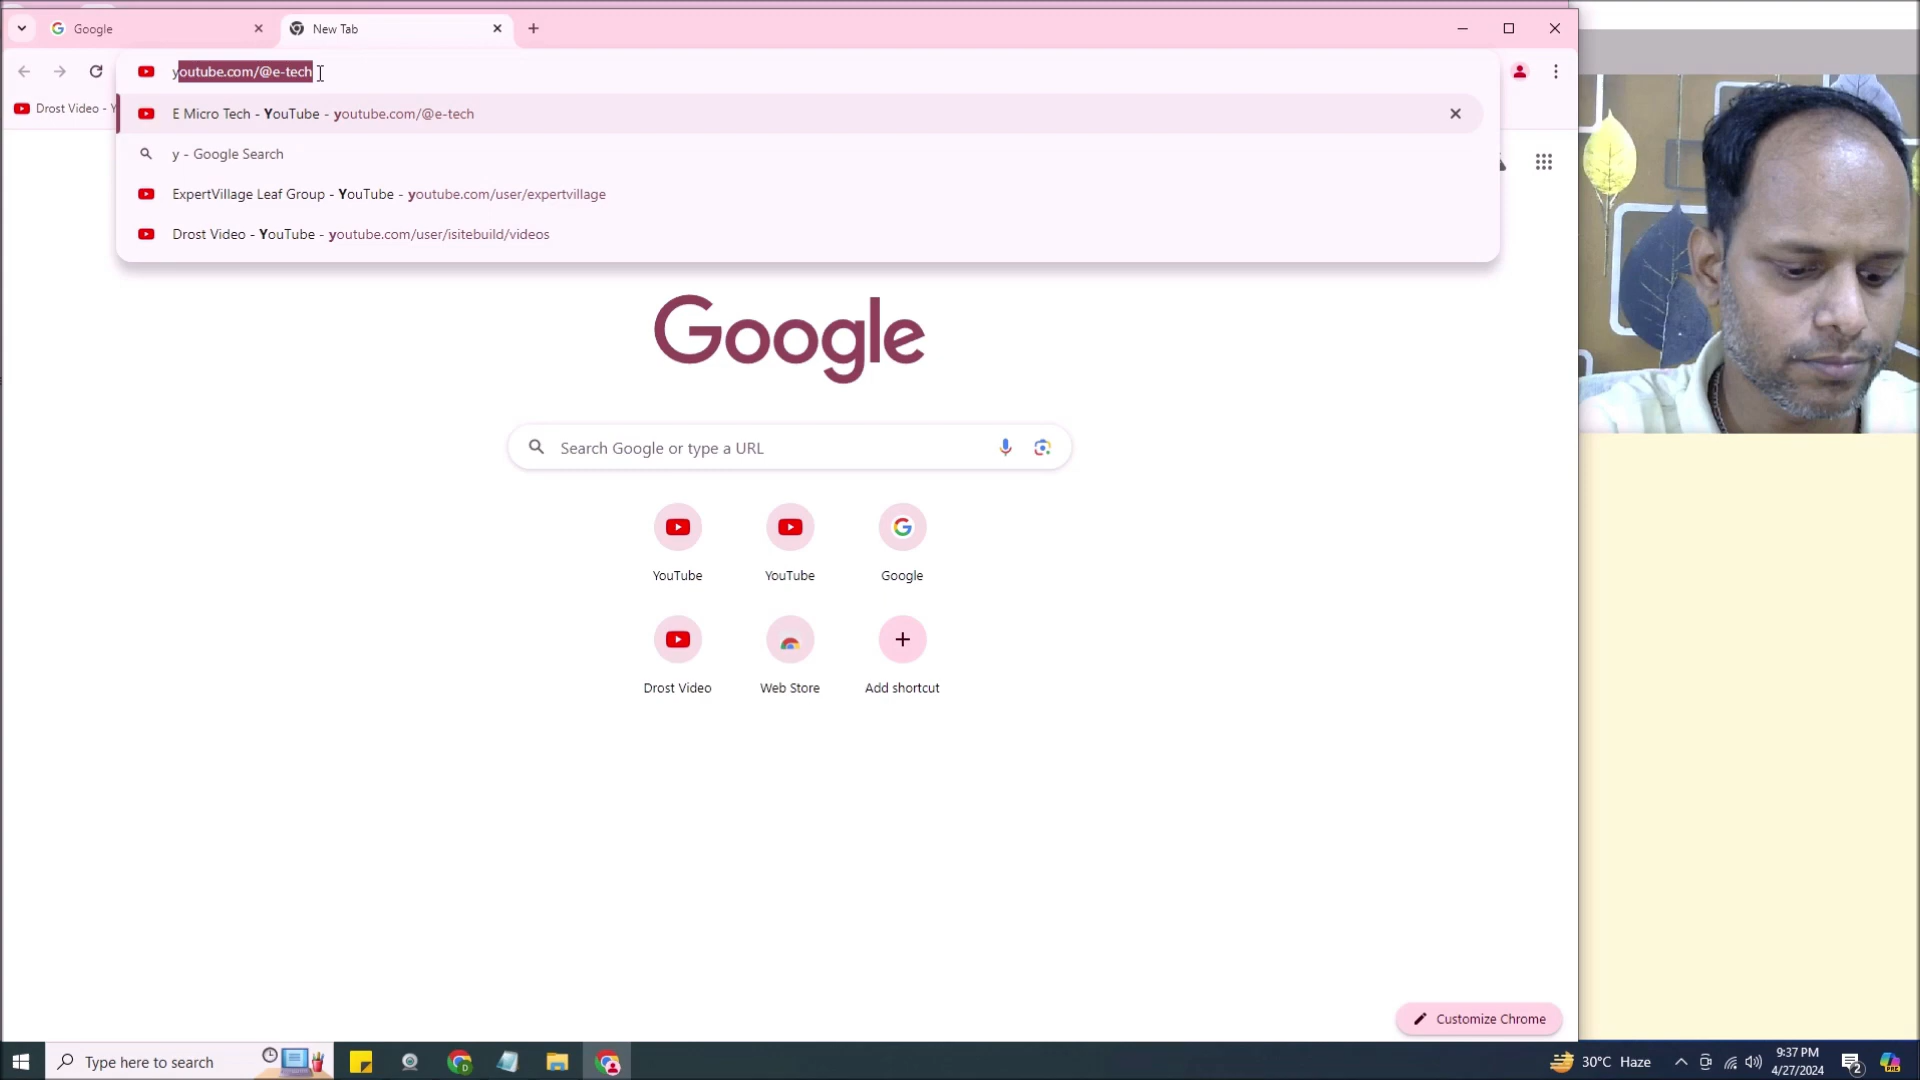 Google
New Tab
youtube.com/@e-tech
Drost Video - Y
E Micro Tech - YouTube - youtube.com/@e-tech
y - Google Search
ExpertVillage Leaf Group - YouTube - youtube.com/user/expertvillage
Drost Video - YouTube - youtube.com/user/isitebuild/videos
Google
Search Google or type a URL
YouTube
YouTube
Google
Drost Video
Web Store
Add shortcut
Customize Chrome
Type here to search
30°C Haze
9:37 PM
4/27/2024
2